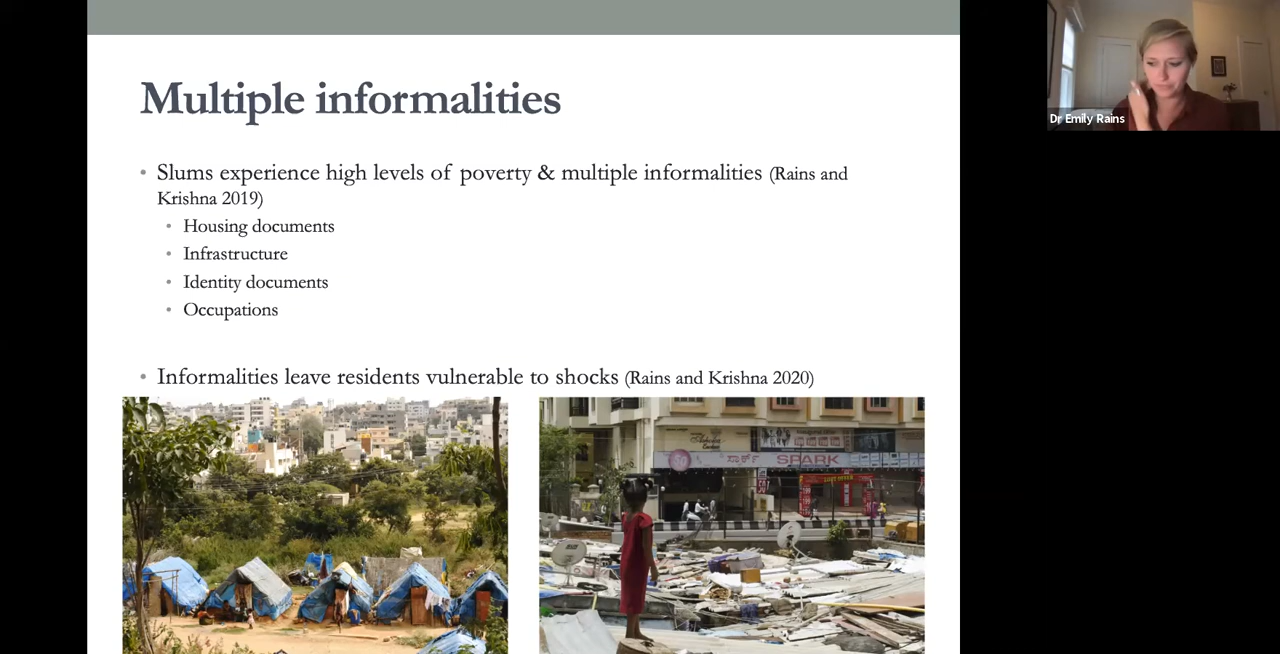 Multiple informalities
• Slums experience high levels of poverty & multiple informalities (Rains and
Krishna 2019)
• Housing documents
• Infrastructure
• Identity documents
• Occupations
• Informalities leave residents vulnerable to shocks (Rains and Krishna 2020)
ಸ್ಪಾರ್ಕ್ SPARK
Dr Emily Rains